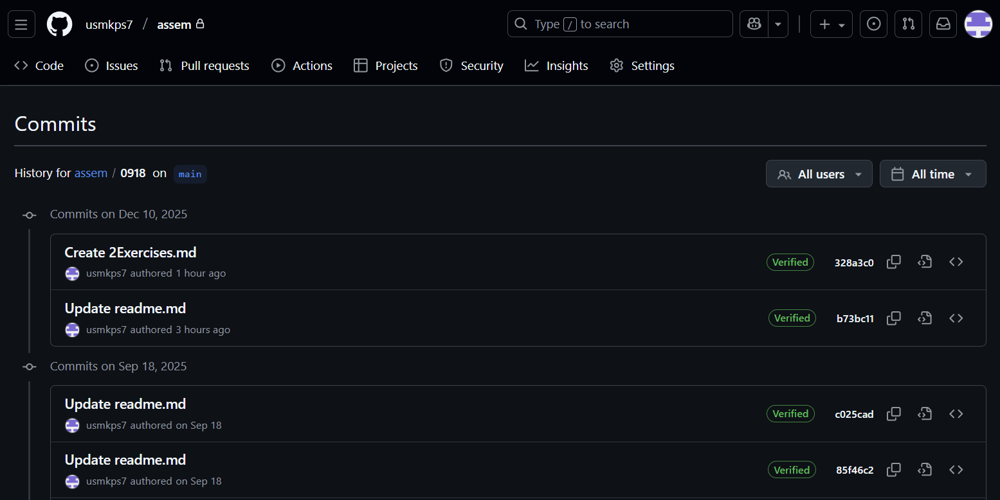 usmkps7 / assem
Type / to search
Code Issues Pull requests Actions Projects Security Insights Settings
Commits
History for assem / 0918 on main
All users All time
Commits on Dec 10, 2025
Create 2Exercises.md
usmkps7 authored 1 hour ago
Verified 328a3c0
Update readme.md
usmkps7 authored 3 hours ago
Verified b73bc11
Commits on Sep 18, 2025
Update readme.md
usmkps7 authored on Sep 18
Verified c025cad
Update readme.md
usmkps7 authored on Sep 18
Verified 85f46c2